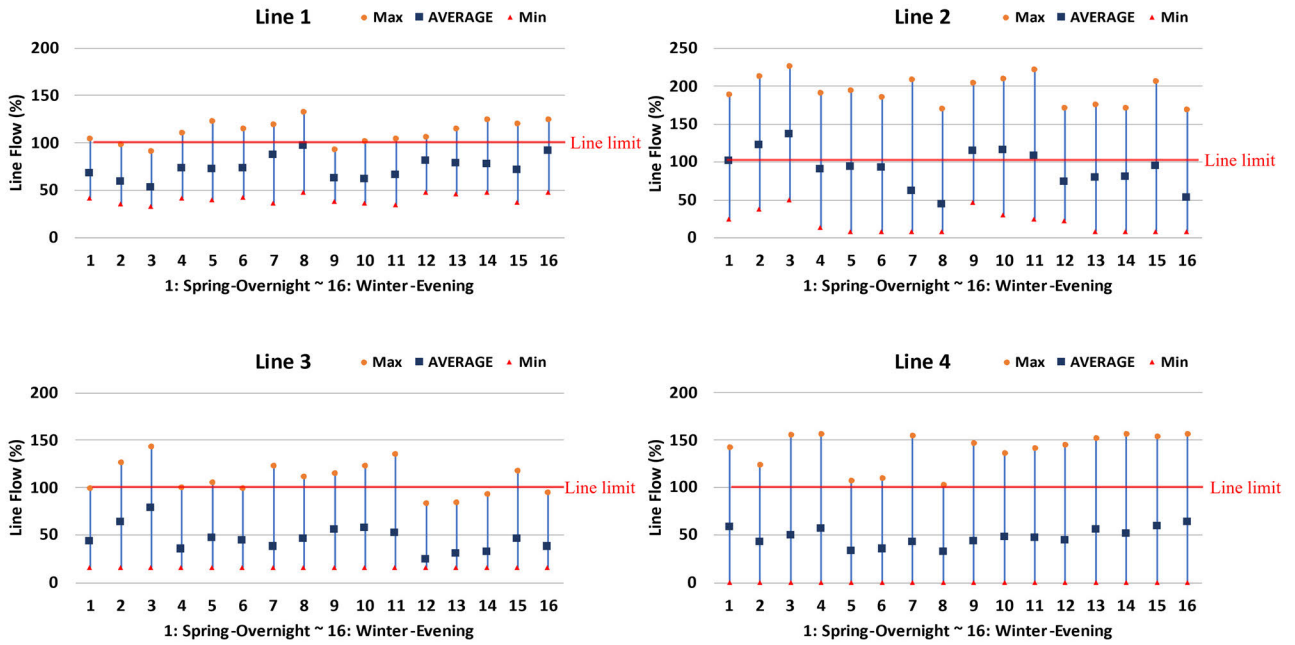 Line 1
Max AVERAGE Min
Line Flow (%)
200
150
100
50
0
Line limit
1 2 3 4 5 6 7 8 9 10 11 12 13 14 15 16
1: Spring-Overnight ~ 16: Winter-Evening
Line 2
Max AVERAGE Min
Line Flow (%)
250
200
150
100
50
0
Line limit
1 2 3 4 5 6 7 8 9 10 11 12 13 14 15 16
1: Spring-Overnight ~ 16: Winter-Evening
Line 3
Max AVERAGE Min
Line Flow (%)
200
150
100
50
0
Line limit
1 2 3 4 5 6 7 8 9 10 11 12 13 14 15 16
1: Spring-Overnight ~ 16: Winter-Evening
Line 4
Max AVERAGE Min
Line Flow (%)
200
150
100
50
0
Line limit
1 2 3 4 5 6 7 8 9 10 11 12 13 14 15 16
1: Spring-Overnight ~ 16: Winter-Evening